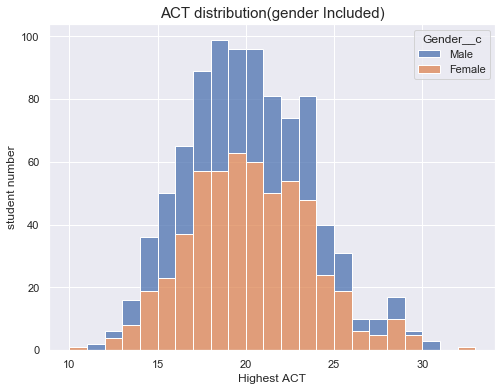 ACT distribution(gender Included)
Gender__c
Male
Female
student number
100
80
60
40
20
0
10
15
20
25
30
Highest ACT